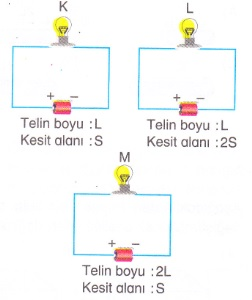 K
L
+ −
+ −
Telin boyu : L
Kesit alanı : S
Telin boyu : L
Kesit alanı : 2S
M
+ −
Telin boyu : 2L
Kesit alanı : S